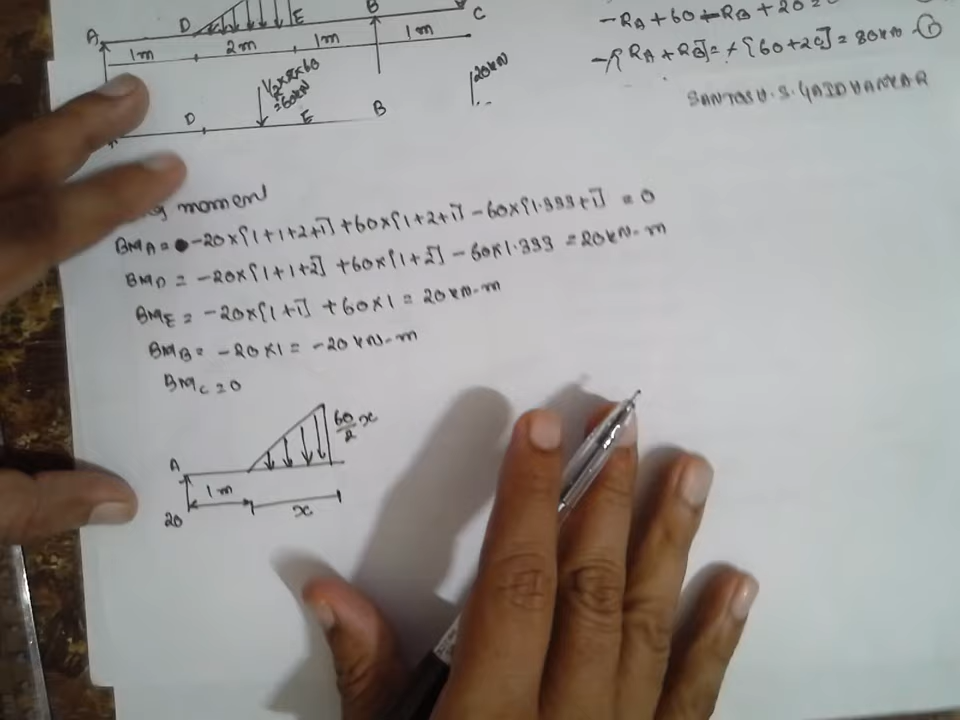 -RA + 60 - RB + 20 =
A D E B C
1m 2m 1m 1m
-[RA + RB] = -[60+20] = 80kN - ①
1/2×2×60
=60kN
20kN
D E B
SANTOSH.S.GAIDHANKAR
moment
BMA = -20×[1+1+2+1] +60×[1+2+1] -60×[1.333+1] = 0
BMD = -20×[1+1+2] +60×[1+2] -60×1.333 = 20kN-m
BME = -20×[1+1] +60×1 = 20kN-m
BMB = -20×1 = -20kN-m
BMC=0
60/2 x
A
1m x
20